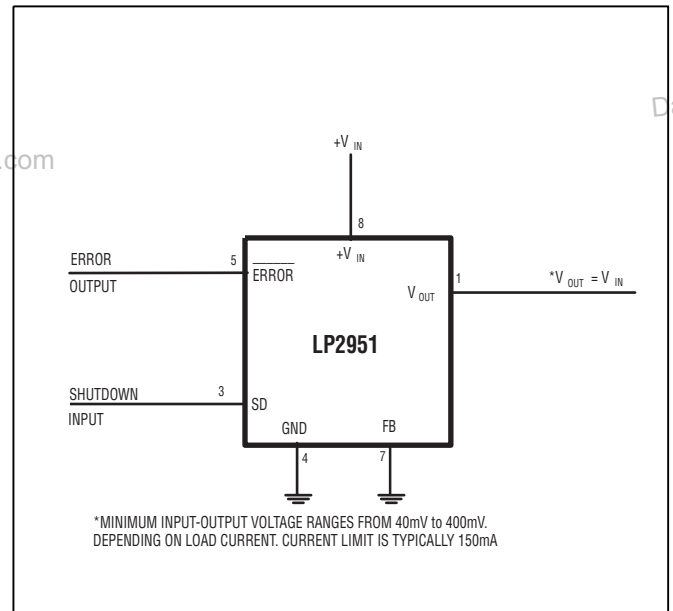 Da
.com
+V IN
8
+V IN
ERROR
OUTPUT
5
ERROR
1
V OUT
*V OUT = V IN
LP2951
SHUTDOWN
INPUT
3
SD
GND
FB
4
7
*MINIMUM INPUT-OUTPUT VOLTAGE RANGES FROM 40mV to 400mV.
DEPENDING ON LOAD CURRENT. CURRENT LIMIT IS TYPICALLY 150mA